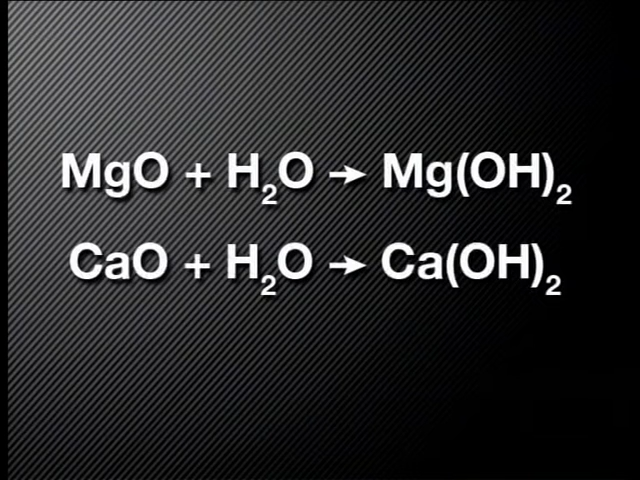 MgO + H₂O → Mg(OH)₂
CaO + H₂O → Ca(OH)₂